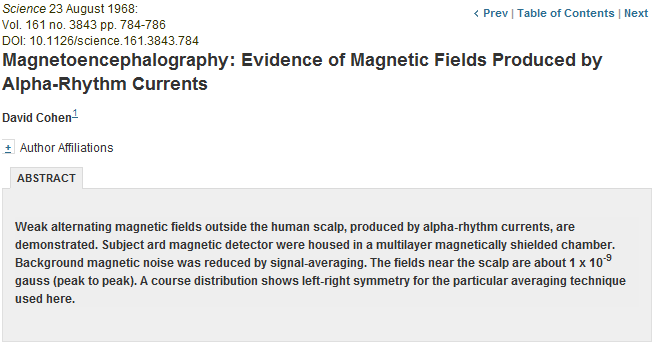 Science 23 August 1968:
Vol. 161 no. 3843 pp. 784-786
DOI: 10.1126/science.161.3843.784
< Prev | Table of Contents | Next
Magnetoencephalography: Evidence of Magnetic Fields Produced by
Alpha-Rhythm Currents
David Cohen1
+ Author Affiliations
ABSTRACT
Weak alternating magnetic fields outside the human scalp, produced by alpha-rhythm currents, are
demonstrated. Subject ard magnetic detector were housed in a multilayer magnetically shielded chamber.
Background magnetic noise was reduced by signal-averaging. The fields near the scalp are about 1 x 10-9
gauss (peak to peak). A course distribution shows left-right symmetry for the particular averaging technique
used here.